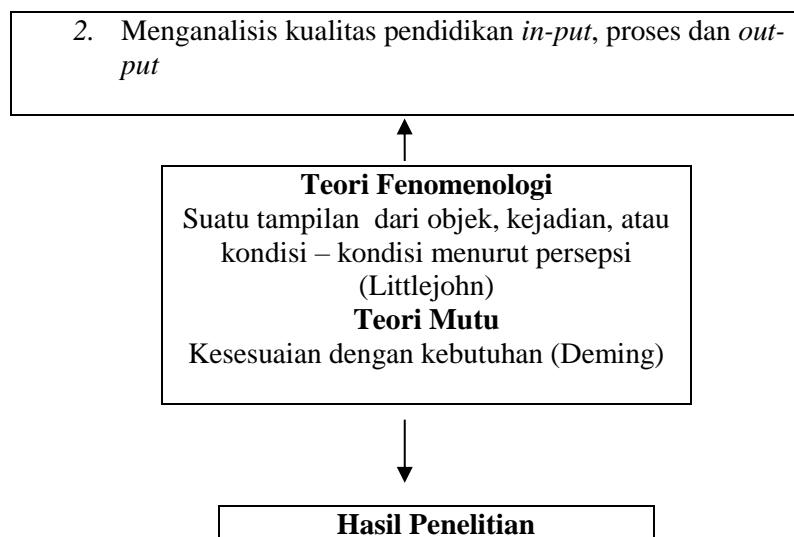 2. Menganalisis kualitas pendidikan in-put, proses dan out-
put
Teori Fenomenologi
Suatu tampilan dari objek, kejadian, atau
kondisi – kondisi menurut persepsi
(Littlejohn)
Teori Mutu
Kesesuaian dengan kebutuhan (Deming)
Hasil Penelitian